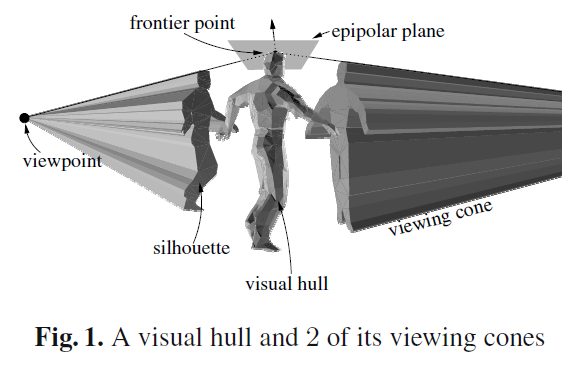 frontier point
epipolar plane
viewpoint
viewing cone
silhouette
visual hull
Fig. 1. A visual hull and 2 of its viewing cones